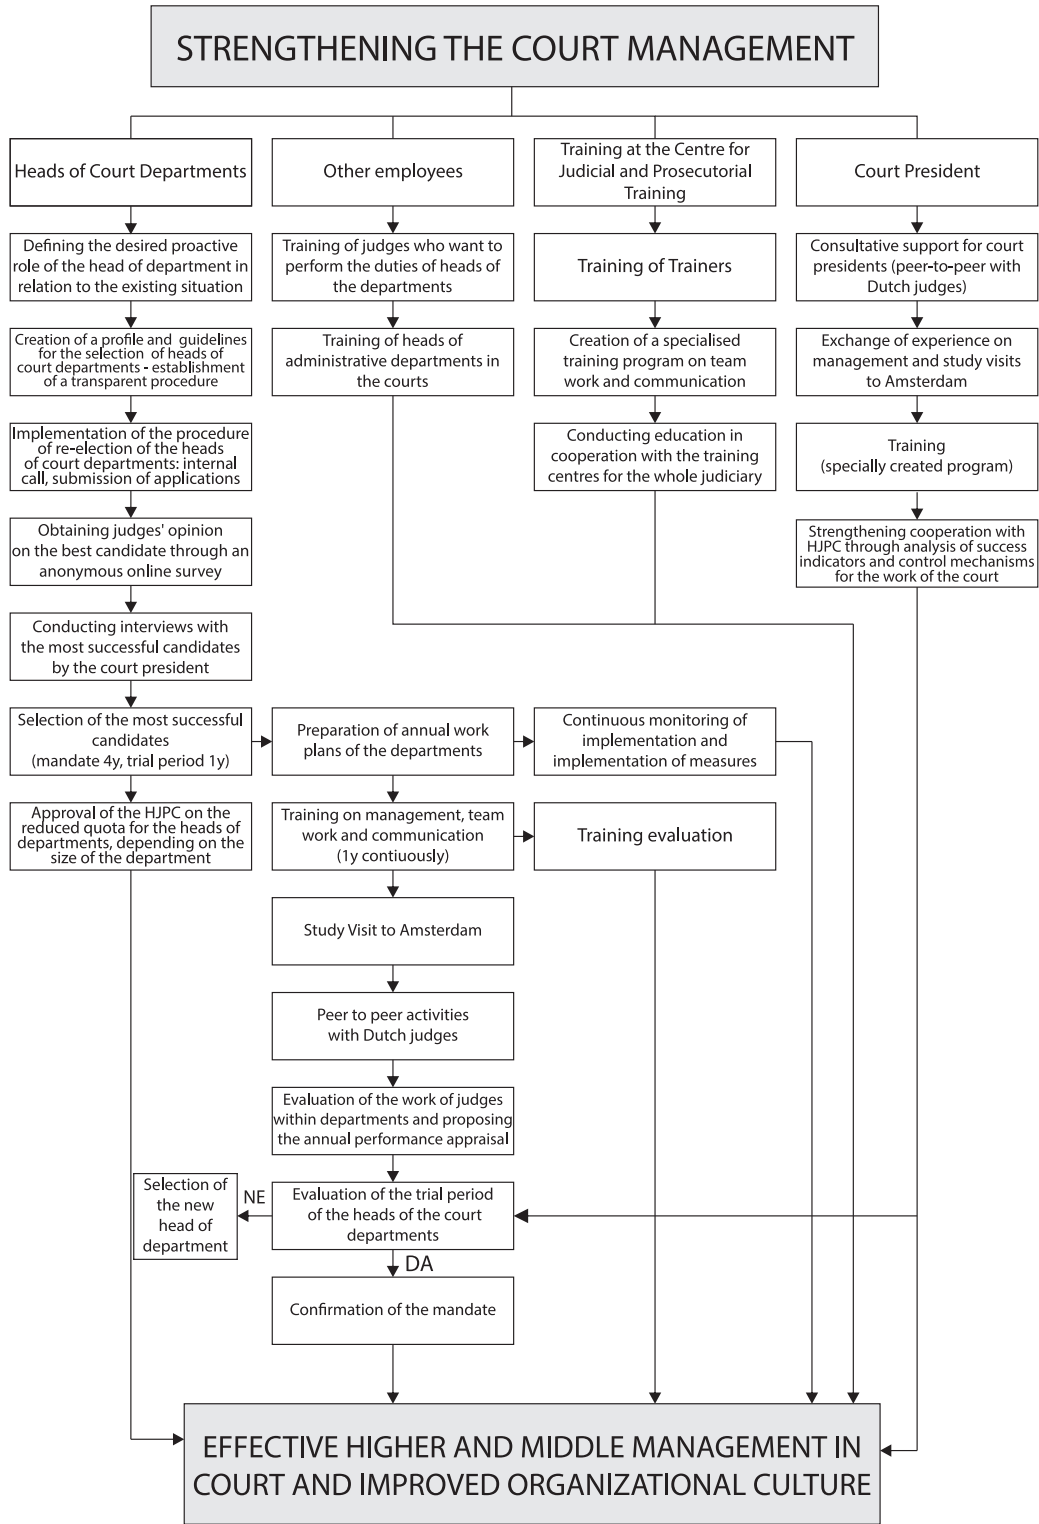 STRENGTHENING THE COURT MANAGEMENT
Heads of Court Departments
Other employees
Training at the Centre for
Judicial and Prosecutorial
Training
Court President
Defining the desired proactive
role of the head of department in
relation to the existing situation
Training of judges who want to
perform the duties of heads of
the departments
Training of Trainers
Consultative support for court
presidents (peer-to-peer with
Dutch judges)
Creation of a profile and guidelines
for the selection of heads of
court departments - establishment
of a transparent procedure
Training of heads of
administrative departments in
the courts
Creation of a specialised
training program on team
work and communication
Exchange of experience on
management and study visits
to Amsterdam
Implementation of the procedure
of re-election of the heads
of court departments: internal
call, submission of applications
Conducting education in
cooperation with the training
centres for the whole judiciary
Training
(specially created program)
Obtaining judges' opinion
on the best candidate through an
anonymous online survey
Strengthening cooperation with
HJPC through analysis of success
indicators and control mechanisms
for the work of the court
Conducting interviews with
the most successful candidates
by the court president
Selection of the most successful
candidates
(mandate 4y, trial period 1y)
Preparation of annual work
plans of the departments
Continuous monitoring of
implementation and
implementation of measures
Approval of the HJPC on the
reduced quota for the heads of
departments, depending on the
size of the department
Training on management, team
work and communication
(1y contiuously)
Training evaluation
Study Visit to Amsterdam
Peer to peer activities
with Dutch judges
Evaluation of the work of judges
within departments and proposing
the annual performance appraisal
Selection of
the new
head of
department
NE
Evaluation of the trial period
of the heads of the court
departments
DA
Confirmation of the mandate
EFFECTIVE HIGHER AND MIDDLE MANAGEMENT IN
COURT AND IMPROVED ORGANIZATIONAL CULTURE